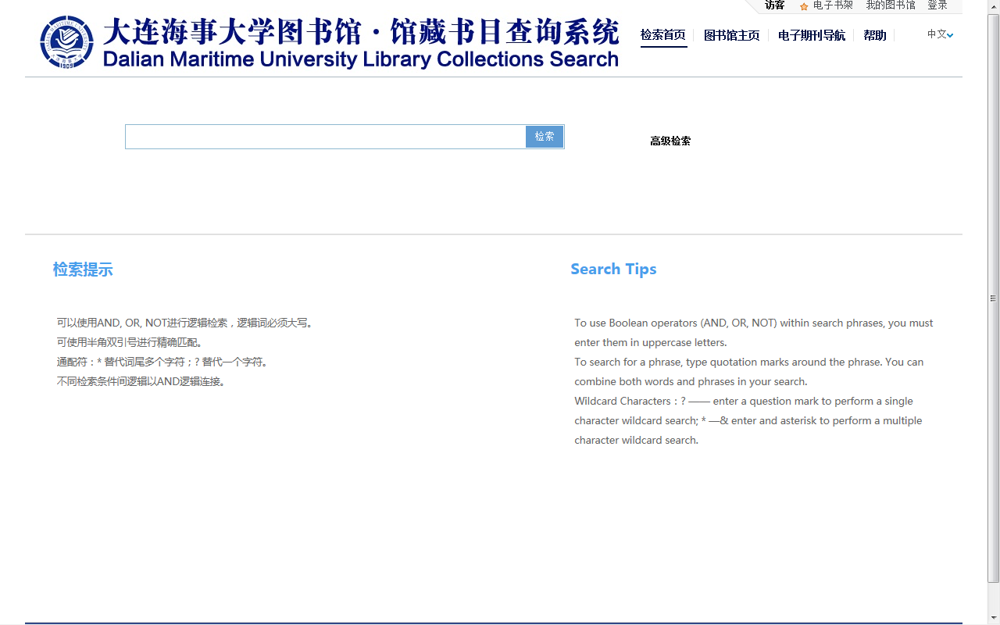 访客 电子书架 我的图书馆 登录
大连海事大学图书馆·馆藏书目查询系统
Dalian Maritime University Library Collections Search
检索首页 图书馆主页 电子期刊导航 帮助 中文
1909
检索 高级检索
检索提示
可以使用AND, OR, NOT进行逻辑检索，逻辑词必须大写。
可使用半角双引号进行精确匹配。
通配符：* 替代词尾多个字符；? 替代一个字符。
不同检索条件间逻辑以AND逻辑连接。
Search Tips
To use Boolean operators (AND, OR, NOT) within search phrases, you must
enter them in uppercase letters.
To search for a phrase, type quotation marks around the phrase. You can
combine both words and phrases in your search.
Wildcard Characters：? —— enter a question mark to perform a single
character wildcard search; * —& enter and asterisk to perform a multiple
character wildcard search.